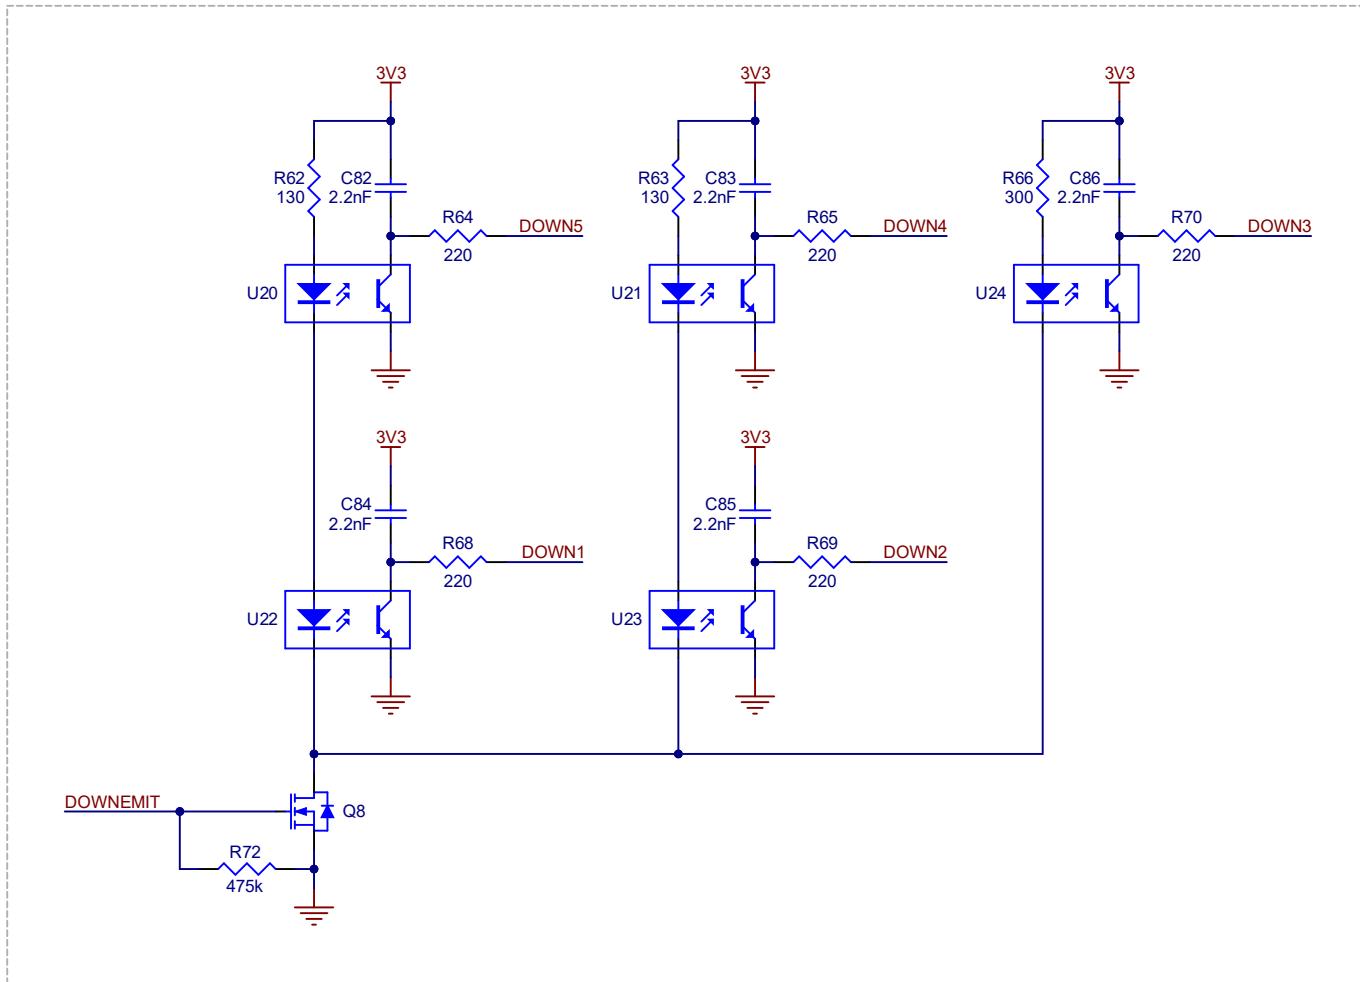 3V3
3V3
3V3
R62
130
C82
2.2nF
R64
220
DOWN5
R63
130
C83
2.2nF
R65
220
DOWN4
R66
300
C86
2.2nF
R70
220
DOWN3
U20
U21
U24
3V3
3V3
C84
2.2nF
R68
220
DOWN1
C85
2.2nF
R69
220
DOWN2
U22
U23
DOWNEMIT
Q8
R72
475k